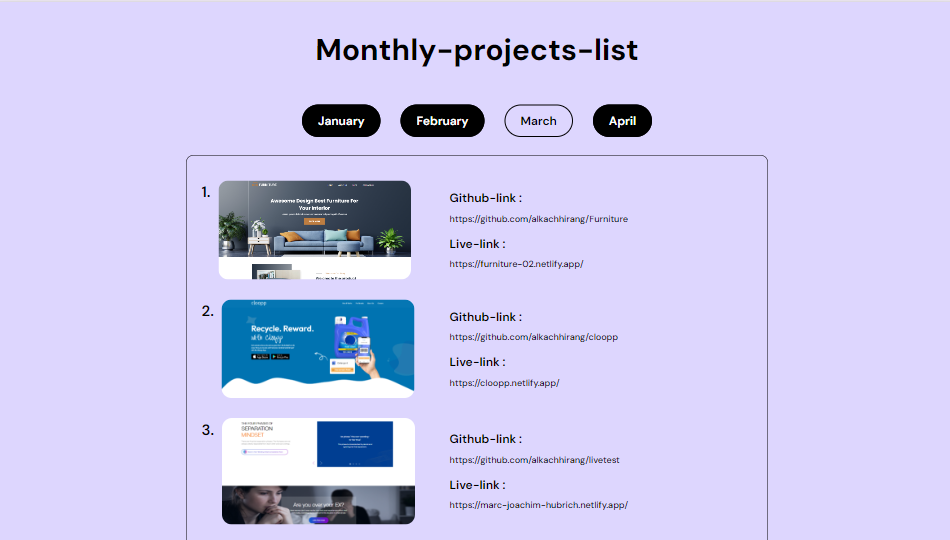 Monthly-projects-list
January
February
March
April
1.
FURNITURE
Awesome Design Best Furniture For
Your Interior
Github-link :
https://github.com/alkachhirang/Furniture
Live-link :
https://furniture-02.netlify.app/
2.
cloopp
Recycle, Reward.
with Cloopp
Github-link :
https://github.com/alkachhirang/cloopp
Live-link :
https://cloopp.netlify.app/
3.
SEPARATION
MINDSET
Are you over your EX?
Github-link :
https://github.com/alkachhirang/livetest
Live-link :
https://marc-joachim-hubrich.netlify.app/